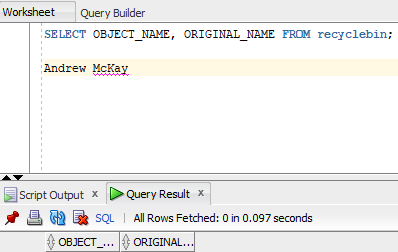 Worksheet Query Builder
SELECT OBJECT_NAME, ORIGINAL_NAME FROM recyclebin;
Andrew McKay
Script Output x Query Result x
SQL | All Rows Fetched: 0 in 0.097 seconds
OBJECT_... ORIGINAL...